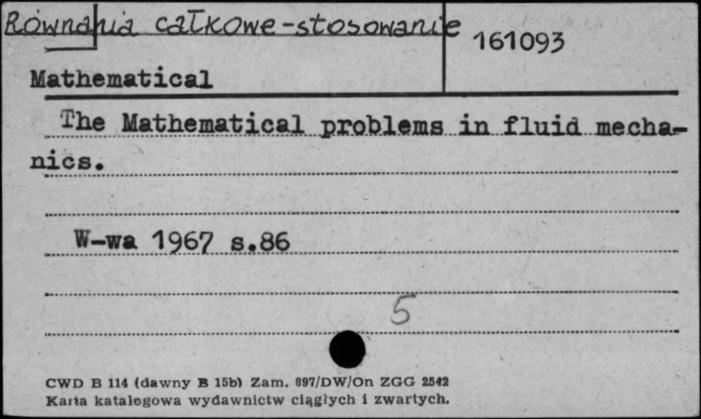 Równania całkowe-stosowanie
161093
Mathematical
The Mathematical problems in fluid mecha-
nics.
W-wa 1967 s.86
5
CWD B 114 (dawny B 15b) Zam. 897/DW/On ZGG 2542
Karta katalogowa wydawnictw ciągłych i zwartych.